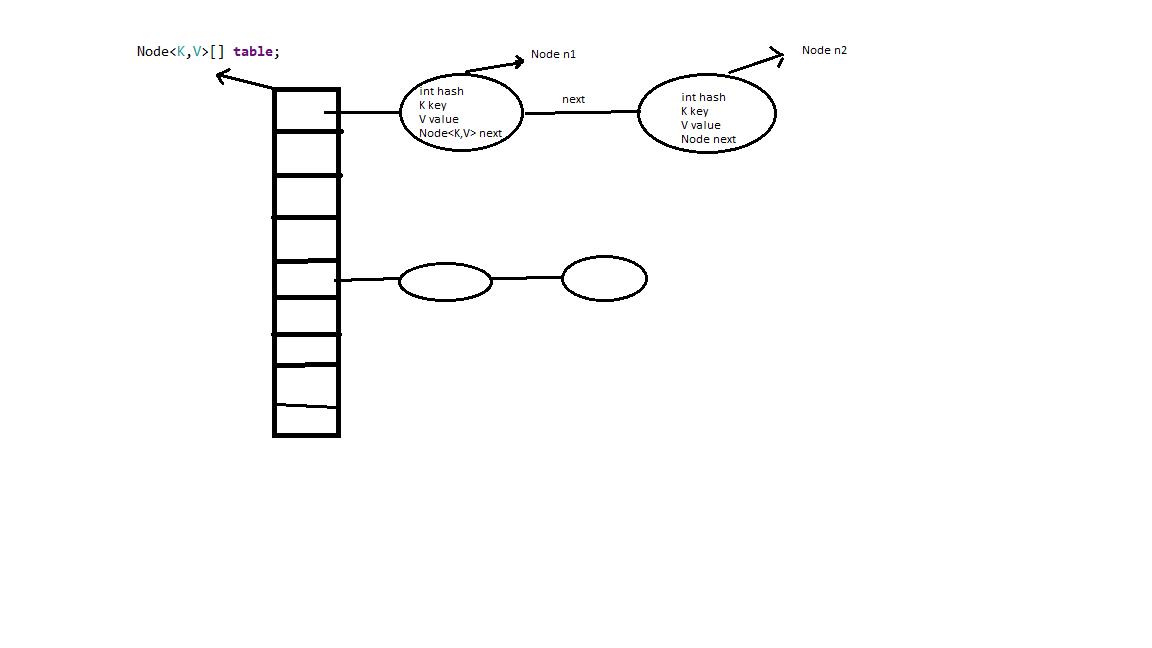 Node<K,V>[] table;
Node n1
Node n2
int hash
K key
V value
Node<K,V> next
next
int hash
K key
V value
Node next